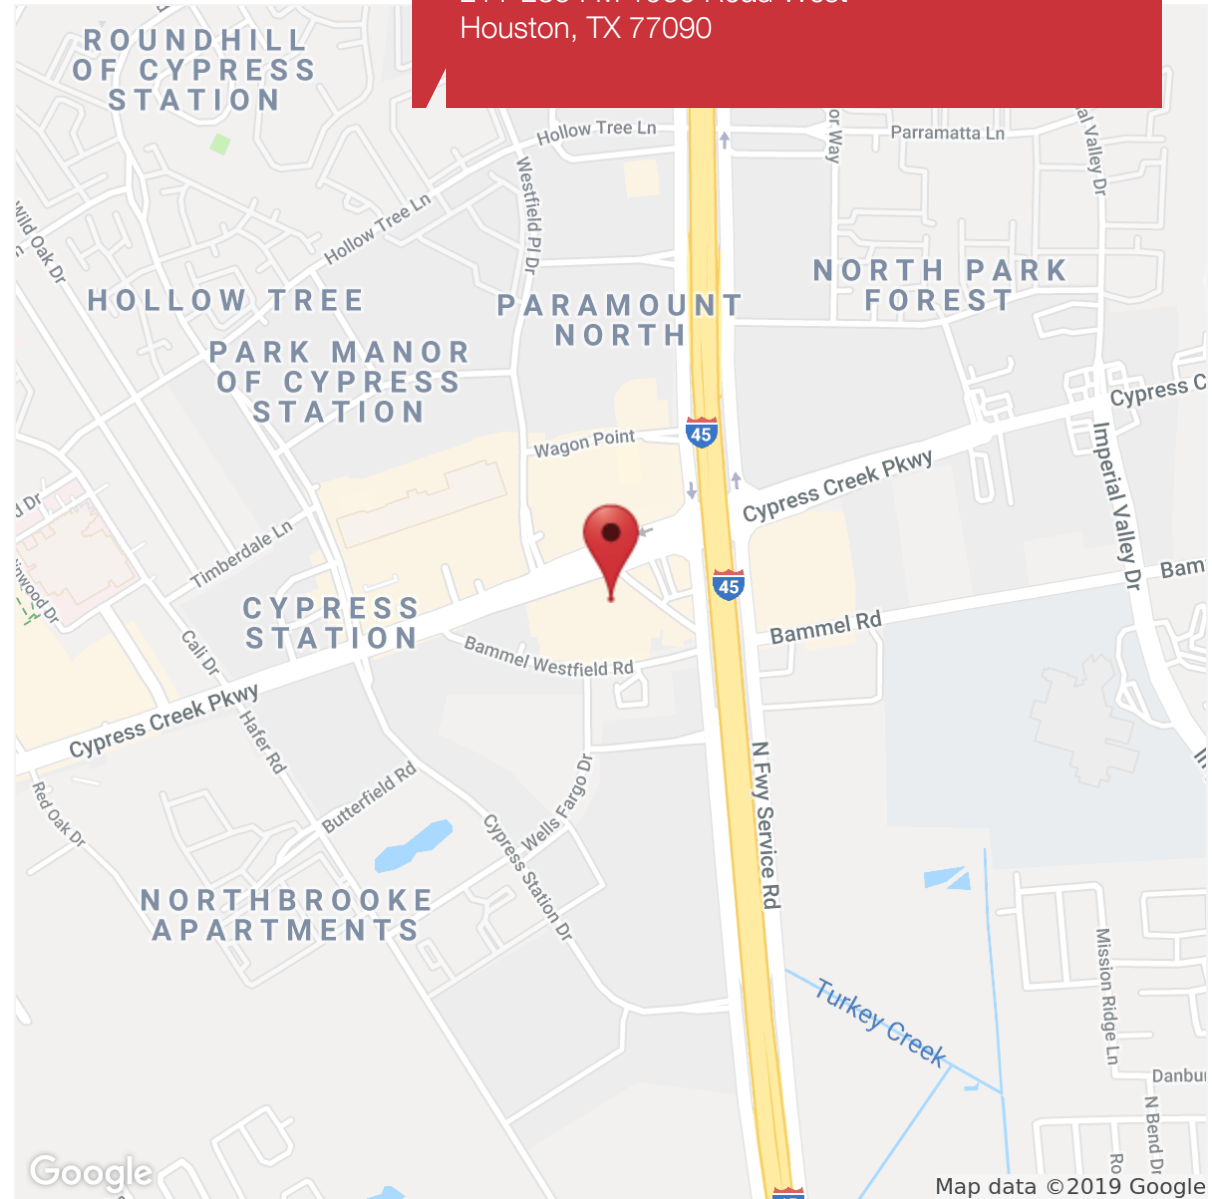 Houston, TX 77090
ROUNDHILL
OF CYPRESS
STATION
Hollow Tree Ln
Parramatta Ln
Westfield Pl Dr
Wild Oak Dr
Hollow Tree Ln
HOLLOW TREE
PARAMOUNT
NORTH
NORTH PARK
FOREST
PARK MANOR
OF CYPRESS
STATION
Cypress C
Wagon Point
45
Cypress Creek Pkwy
Imperial Valley Dr
Timberdale Ln
45
CYPRESS
STATION
Bammel Rd
Bammel Westfield Rd
Cali Dr
Cypress Creek Pkwy
Hafer Rd
Red Oak Dr
Butterfield Rd
Wells Fargo Dr
N Fwy Service Rd
Cypress Station Dr
NORTHBROOKE
APARTMENTS
Turkey Creek
Mission Ridge Ln
N Bend Dr
Google
Map data ©2019 Google